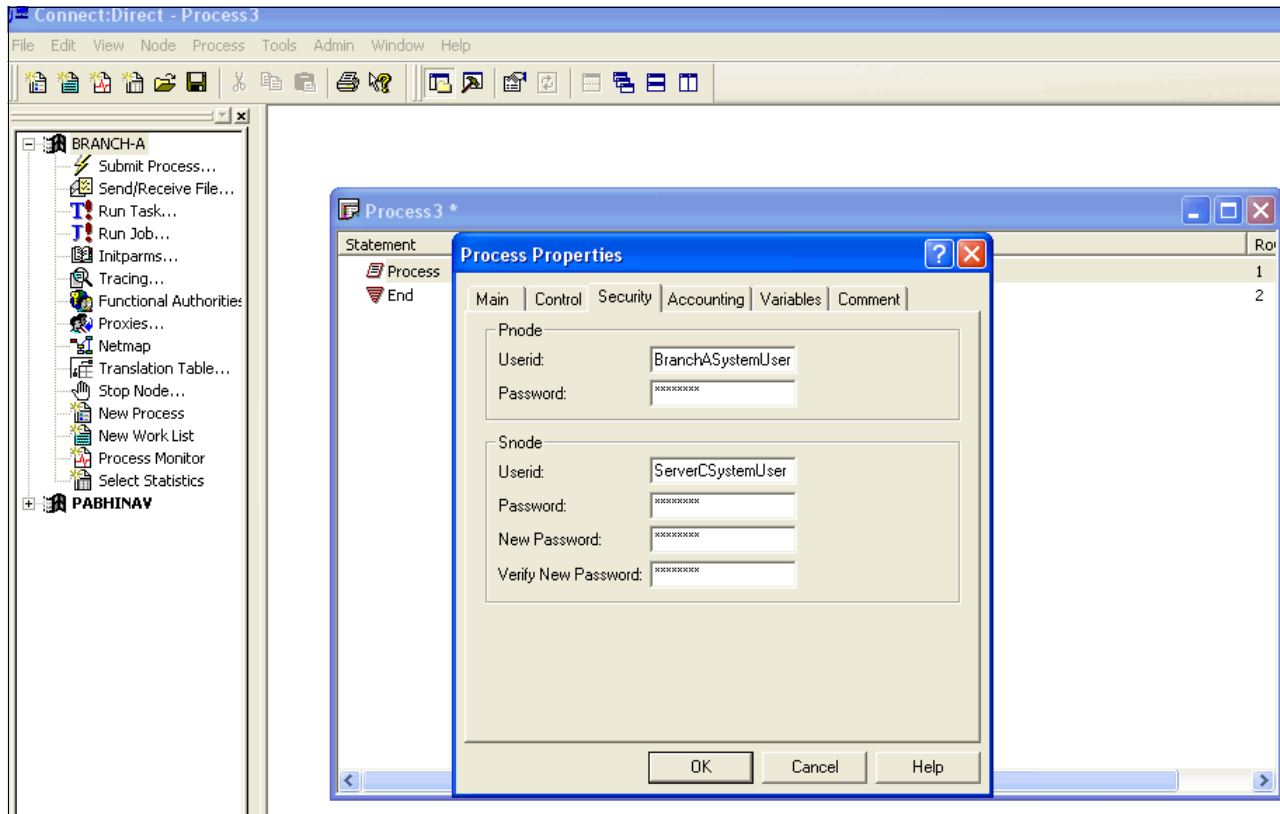 Connect:Direct - Process3
File Edit View Node Process Tools Admin Window Help
BRANCH-A
Submit Process...
Send/Receive File...
Run Task...
Run Job...
Initparms...
Tracing...
Functional Authorities
Proxies...
Netmap
Translation Table...
Stop Node...
New Process
New Work List
Process Monitor
Select Statistics
PABHINAV
Process3 *
Statement
Process 1
End 2
Process Properties
Main Control Security Accounting Variables Comment
Pnode
Userid: BranchASystemUser
Password: ********
Snode
Userid: ServerCSystemUser
Password: ********
New Password: ********
Verify New Password: ********
OK Cancel Help